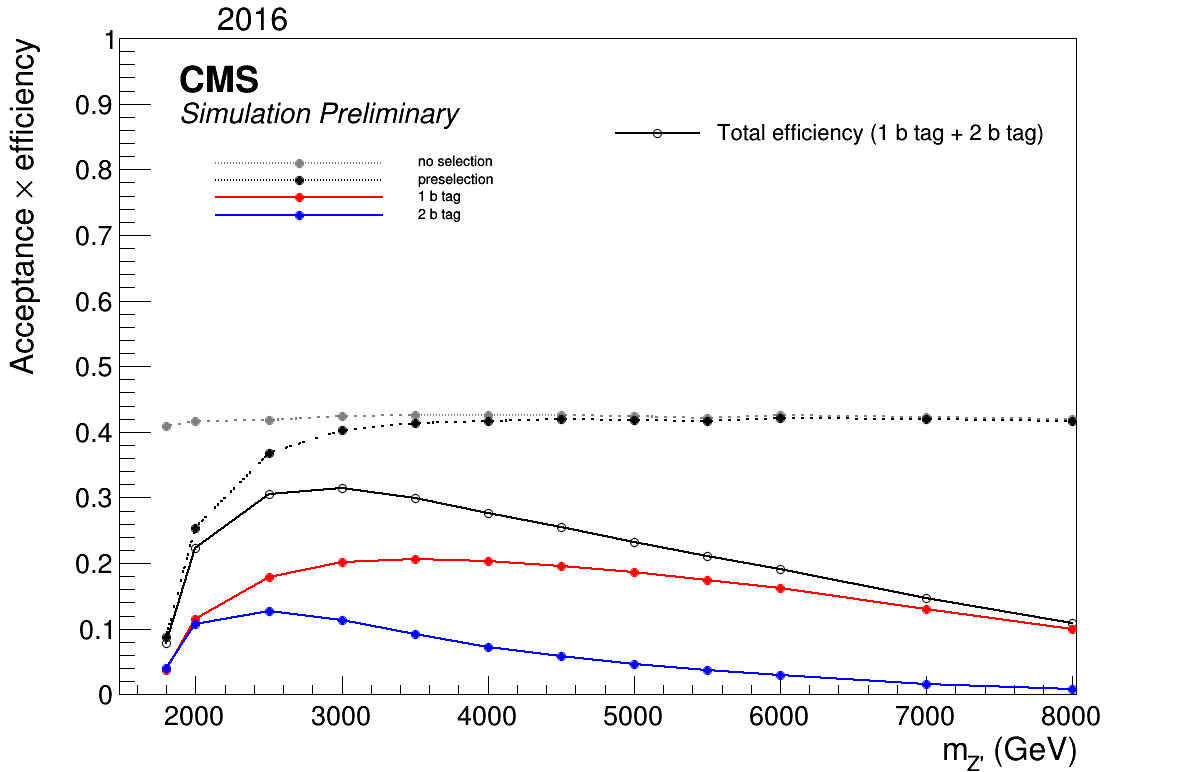 2016
CMS
Simulation Preliminary
Total efficiency (1 b tag + 2 b tag)
no selection
preselection
1 b tag
2 b tag
Acceptance × efficiency
1
0.9
0.8
0.7
0.6
0.5
0.4
0.3
0.2
0.1
0
2000 3000 4000 5000 6000 7000 8000
m_Z' (GeV)